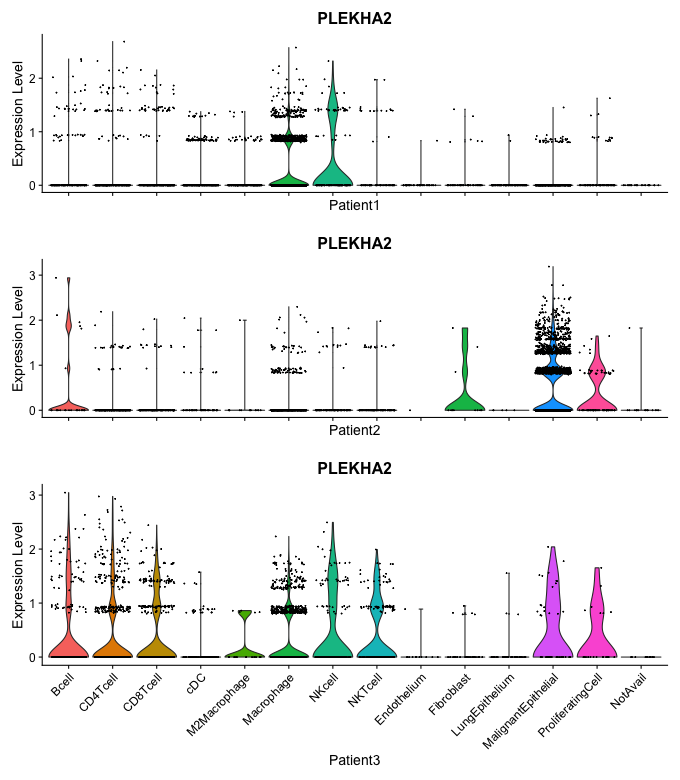 PLEKHA2
Expression Level
2
1
0
Patient1
PLEKHA2
Expression Level
3
2
1
0
Patient2
PLEKHA2
Expression Level
3
2
1
0
Bcell
CD4Tcell
CD8Tcell
cDC
M2Macrophage
Macrophage
NKcell
NKTcell
Endothelium
Fibroblast
LungEpithelium
MalignantEpithelial
ProliferatingCell
NotAvail
Patient3